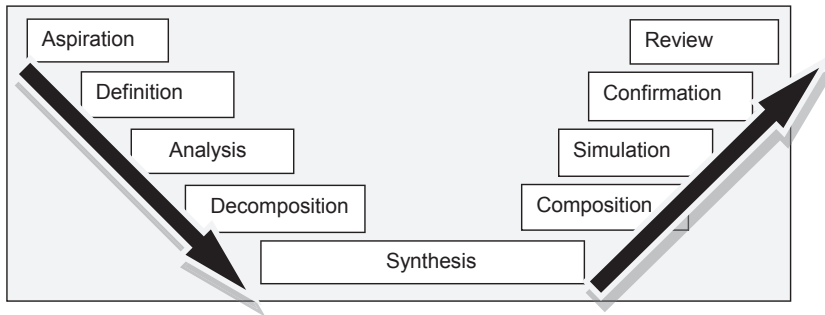 Aspiration
Review
Definition
Confirmation
Analysis
Simulation
Decomposition
Composition
Synthesis